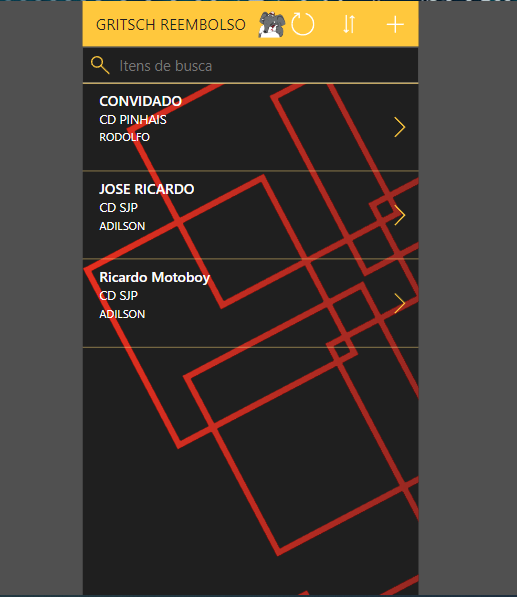 GRITSCH REEMBOLSO
Itens de busca
CONVIDADO
CD PINHAIS
RODOLFO
JOSE RICARDO
CD SJP
ADILSON
Ricardo Motoboy
CD SJP
ADILSON